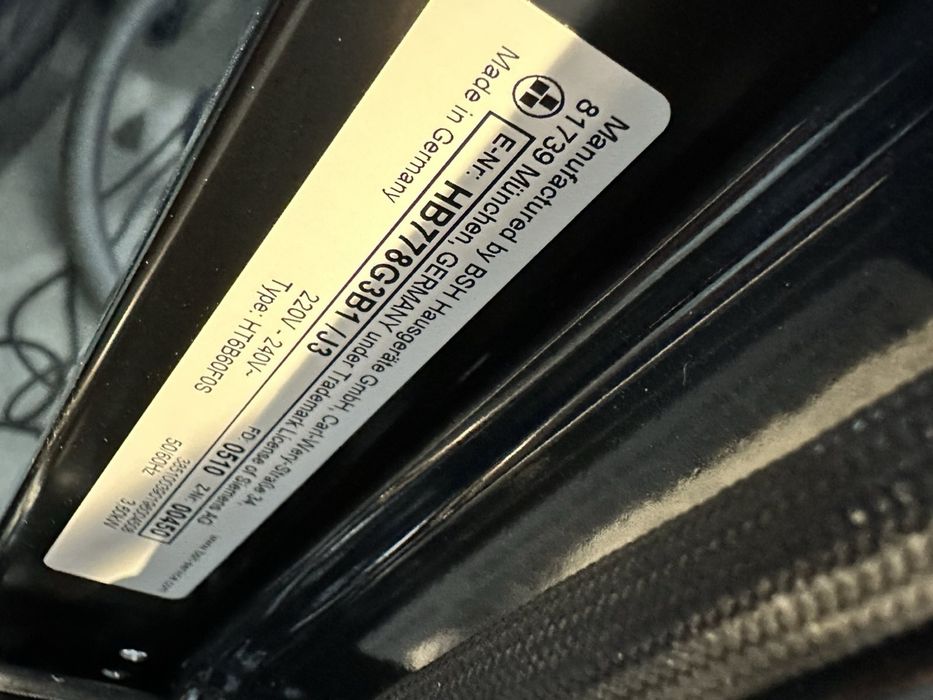 Manufactured by BSH Hausgeräte GmbH, Carl-Wery-Straße 34,
81739 München, GERMANY under Trademark License of Siemens AG
E-Nr.: HB778G3B1 /J3 FD 0510 Z-Nr. 00450
Made in Germany
220V - 240V~ 50/60Hz 3.60kW
Type: HT6B60F0S